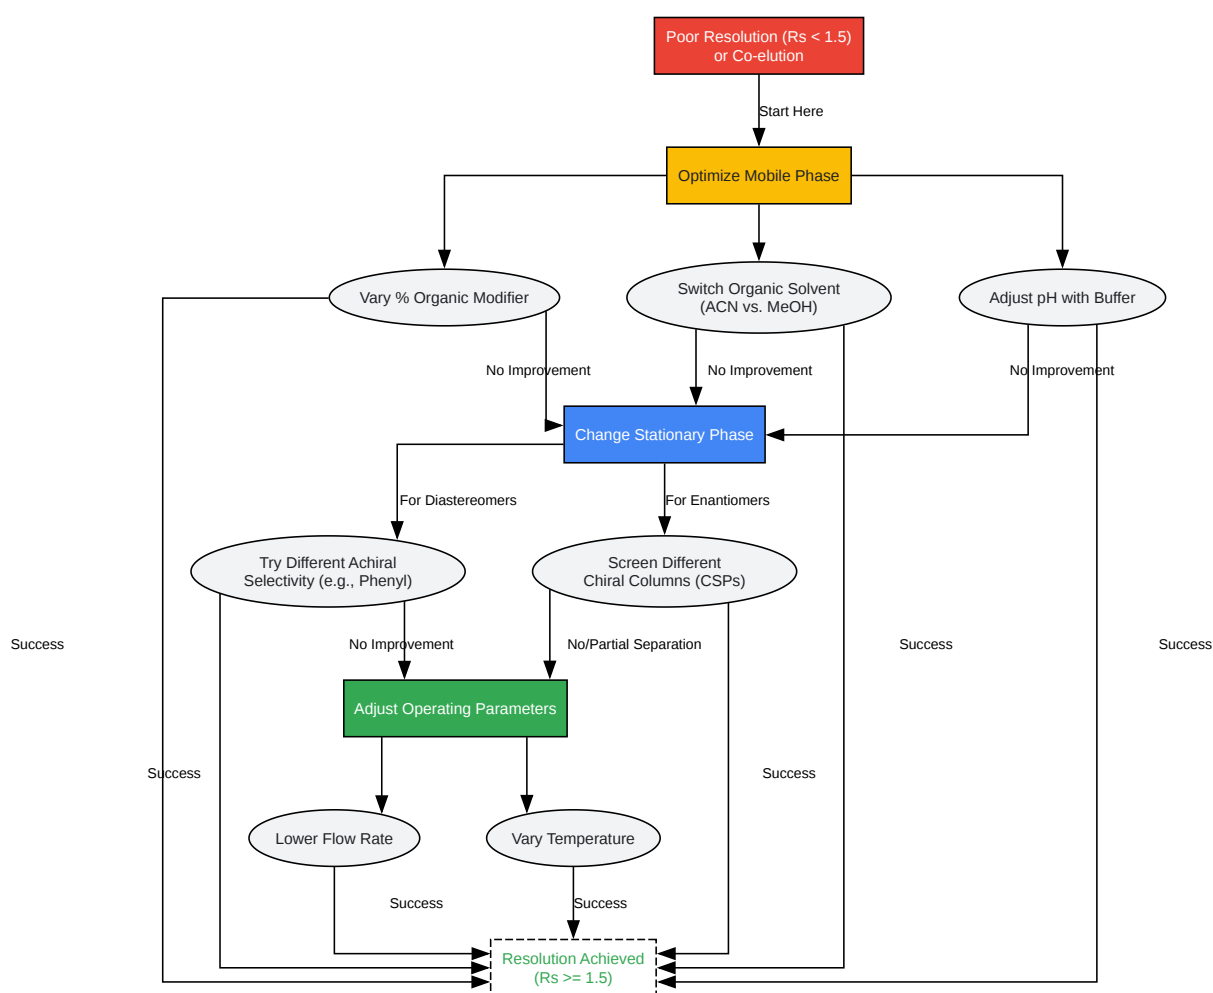 Poor Resolution (Rs < 1.5)
or Co-elution
Start Here
Optimize Mobile Phase
Vary % Organic Modifier
Switch Organic Solvent
(ACN vs. MeOH)
Adjust pH with Buffer
No Improvement
No Improvement
No Improvement
Change Stationary Phase
For Diastereomers
For Enantiomers
Try Different Achiral
Selectivity (e.g., Phenyl)
Screen Different
Chiral Columns (CSPs)
Success
No Improvement
No/Partial Separation
Success
Success
Adjust Operating Parameters
Success
Success
Lower Flow Rate
Vary Temperature
Success
Success
Resolution Achieved
(Rs >= 1.5)